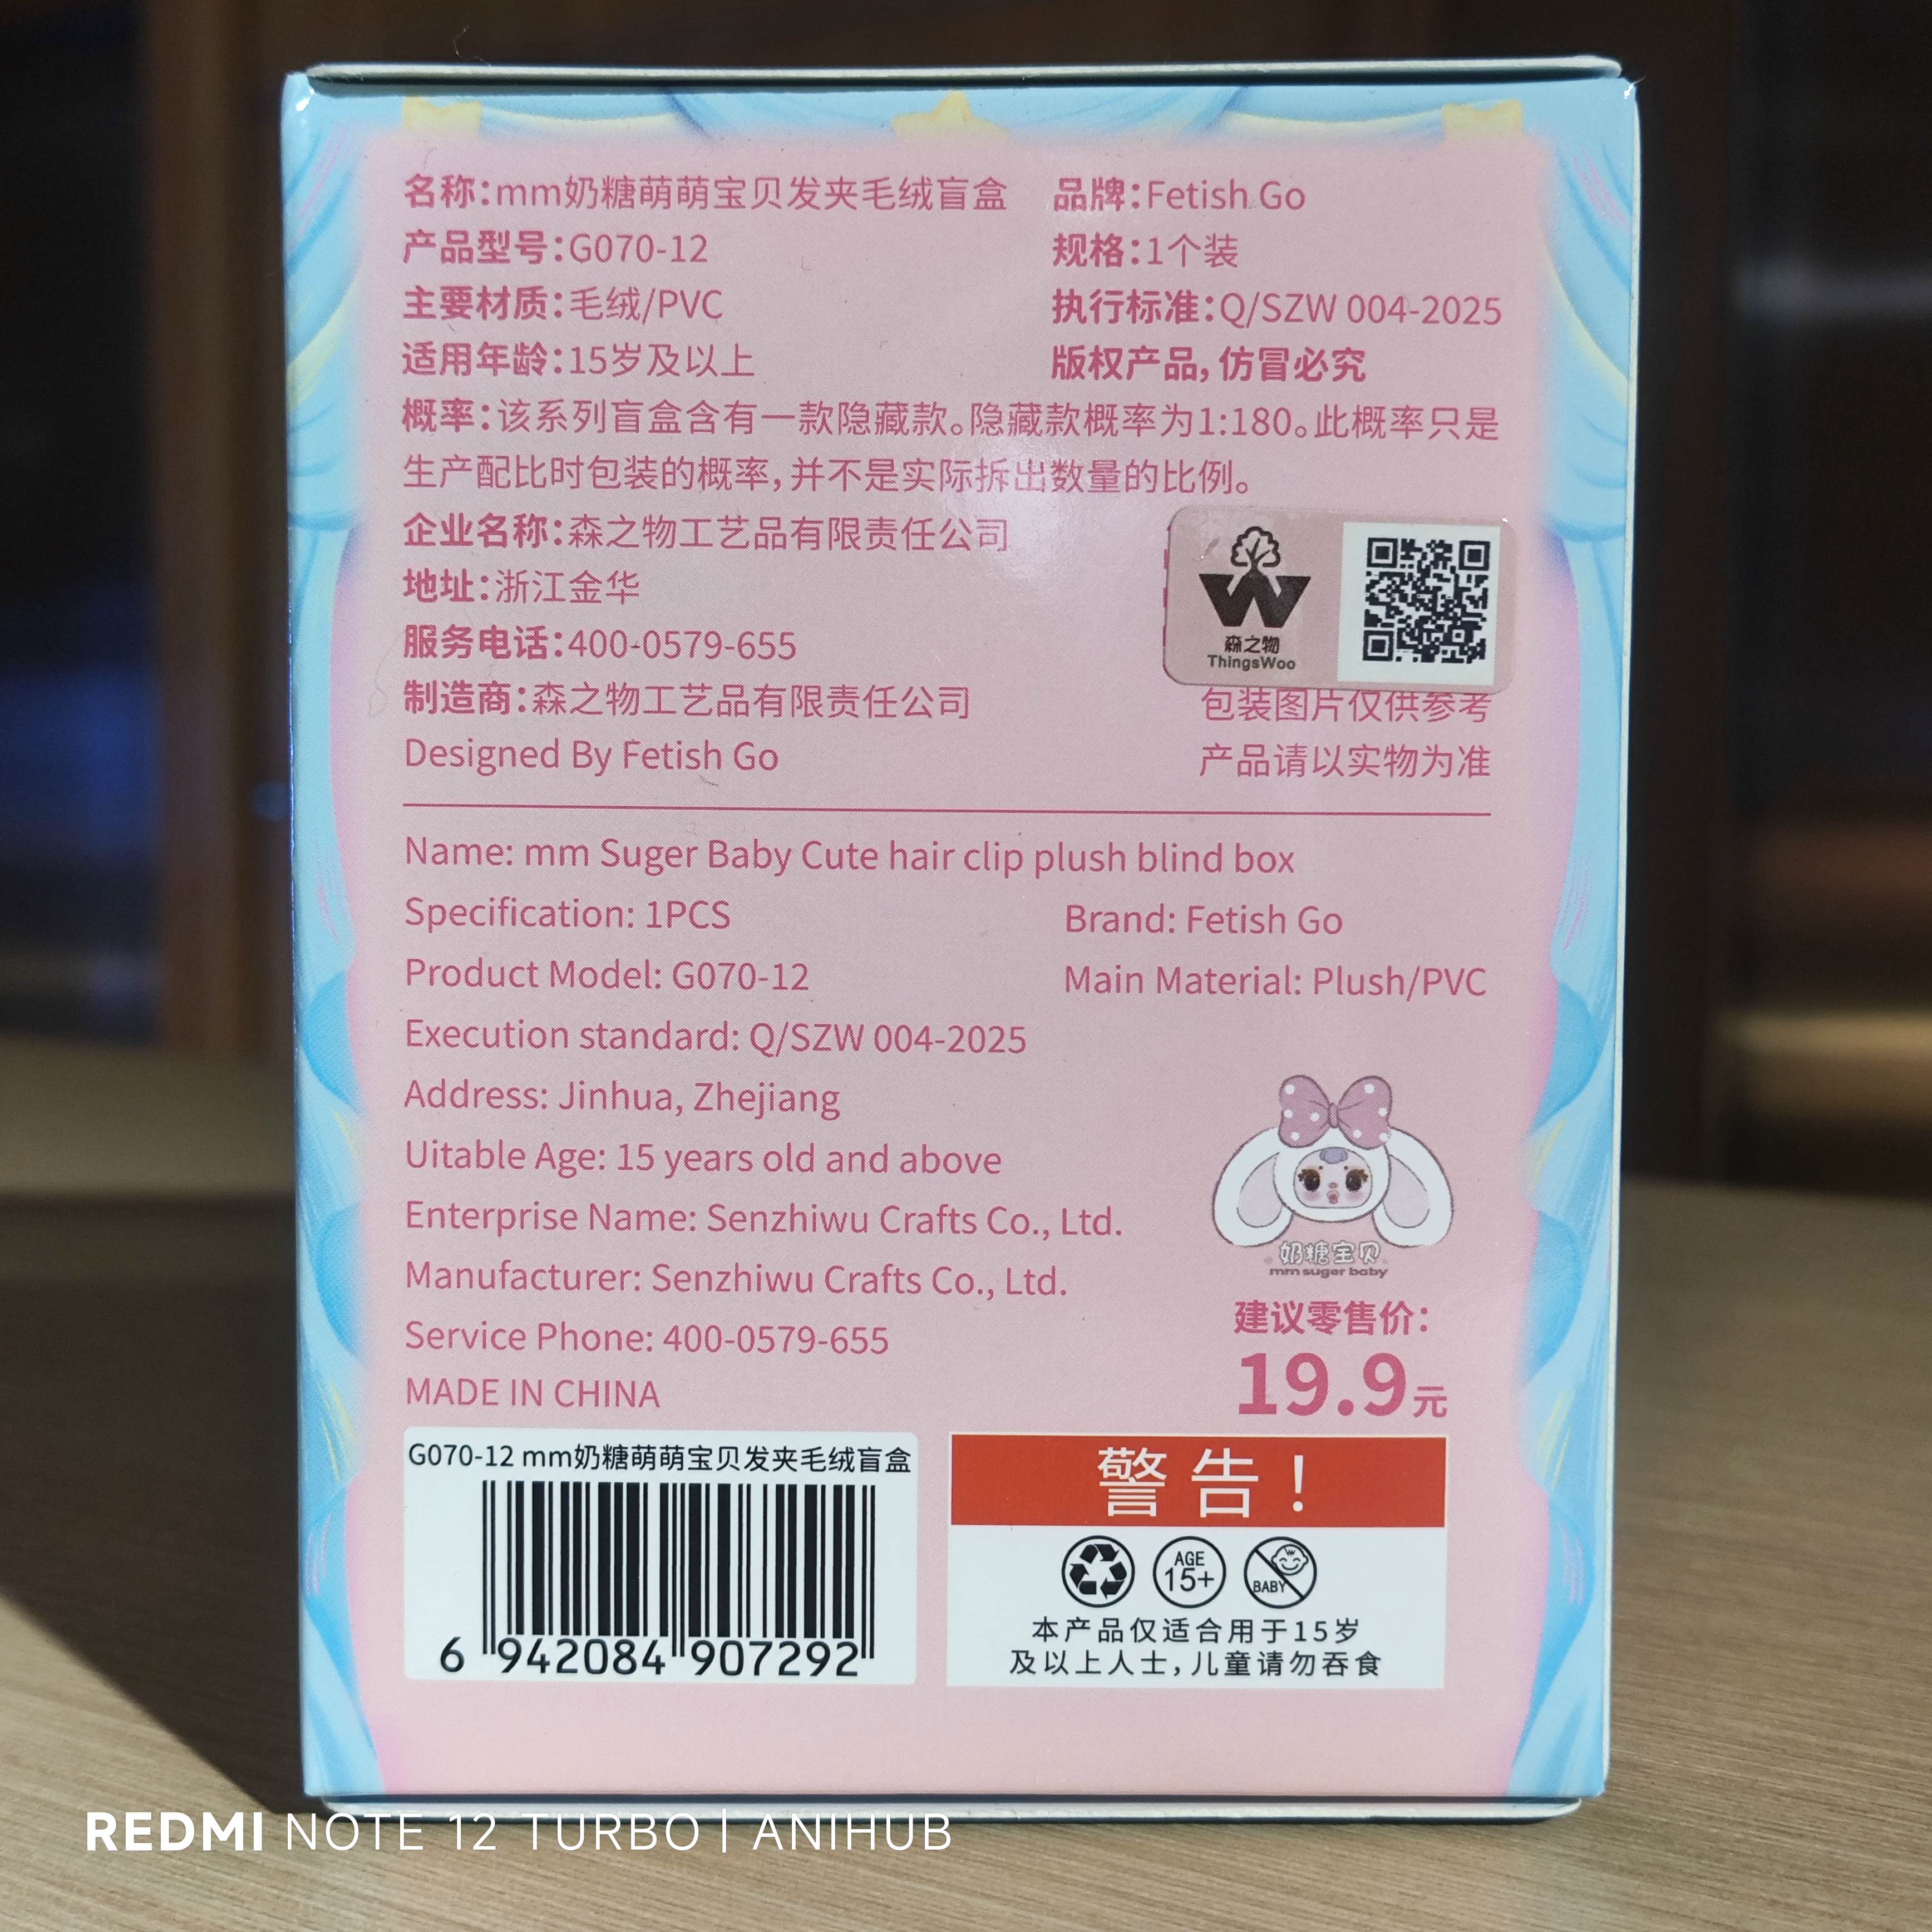 名称：mm奶糖萌萌宝贝发夹毛绒盲盒 品牌：Fetish Go
产品型号：G070-12 规格：1个装
主要材质：毛绒/PVC 执行标准：Q/SZW 004-2025
适用年龄：15岁及以上 版权产品，仿冒必究
概率：该系列盲盒含有一款隐藏款。隐藏款概率为1:180。此概率只是
生产配比时包装的概率，并不是实际拆出数量的比例。
企业名称：森之物工艺品有限责任公司
地址：浙江金华
服务电话：400-0579-655
制造商：森之物工艺品有限责任公司
Designed By Fetish Go
森之物
ThingsWoo
包装图片仅供参考
产品请以实物为准
Name: mm Suger Baby Cute hair clip plush blind box
Specification: 1PCS Brand: Fetish Go
Product Model: G070-12 Main Material: Plush/PVC
Execution standard: Q/SZW 004-2025
Address: Jinhua, Zhejiang
Uitable Age: 15 years old and above
Enterprise Name: Senzhiwu Crafts Co., Ltd.
Manufacturer: Senzhiwu Crafts Co., Ltd.
Service Phone: 400-0579-655
MADE IN CHINA
奶糖宝贝
mm suger baby
建议零售价：
19.9元
G070-12 mm奶糖萌萌宝贝发夹毛绒盲盒
6 942084 907292
警告！
AGE
15+
BABY
本产品仅适合用于15岁
及以上人士，儿童请勿吞食
REDMI NOTE 12 TURBO | ANIHUB